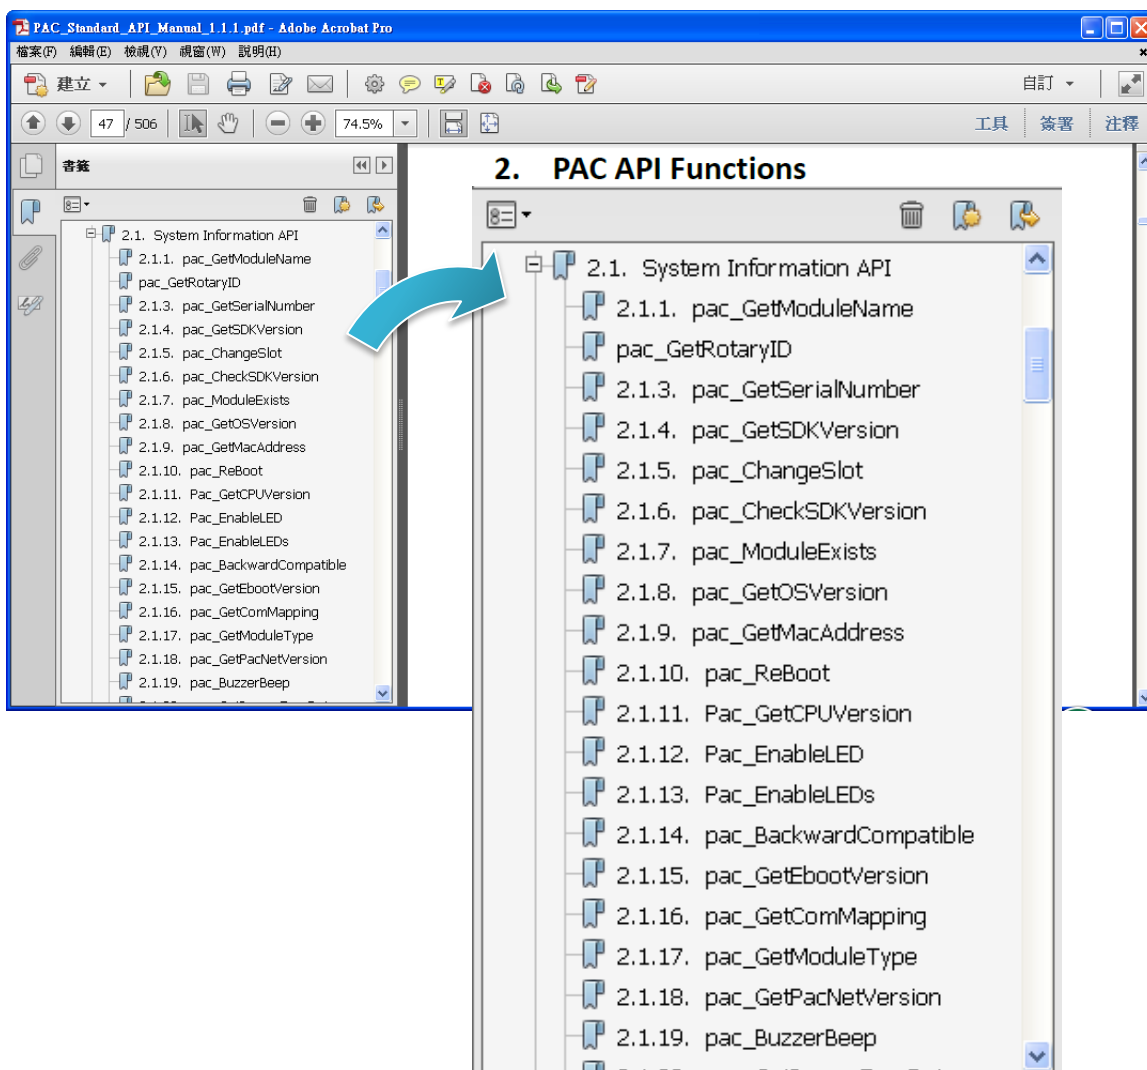 PAC_Standard_API_Manual_1.1.1.pdf - Adobe Acrobat Pro
檔案(F) 編輯(E) 檢視(V) 視窗(W) 說明(H)
建立
自訂
47 / 506
74.5%
工具 簽署 注釋
書籤
2.1. System Information API
2.1.1. pac_GetModuleName
pac_GetRotaryID
2.1.3. pac_GetSerialNumber
2.1.4. pac_GetSDKVersion
2.1.5. pac_ChangeSlot
2.1.6. pac_CheckSDKVersion
2.1.7. pac_ModuleExists
2.1.8. pac_GetOSVersion
2.1.9. pac_GetMacAddress
2.1.10. pac_ReBoot
2.1.11. Pac_GetCPUVersion
2.1.12. Pac_EnableLED
2.1.13. Pac_EnableLEDs
2.1.14. pac_BackwardCompatible
2.1.15. pac_GetEbootVersion
2.1.16. pac_GetComMapping
2.1.17. pac_GetModuleType
2.1.18. pac_GetPacNetVersion
2.1.19. pac_BuzzerBeep
2. PAC API Functions
2.1. System Information API
2.1.1. pac_GetModuleName
pac_GetRotaryID
2.1.3. pac_GetSerialNumber
2.1.4. pac_GetSDKVersion
2.1.5. pac_ChangeSlot
2.1.6. pac_CheckSDKVersion
2.1.7. pac_ModuleExists
2.1.8. pac_GetOSVersion
2.1.9. pac_GetMacAddress
2.1.10. pac_ReBoot
2.1.11. Pac_GetCPUVersion
2.1.12. Pac_EnableLED
2.1.13. Pac_EnableLEDs
2.1.14. pac_BackwardCompatible
2.1.15. pac_GetEbootVersion
2.1.16. pac_GetComMapping
2.1.17. pac_GetModuleType
2.1.18. pac_GetPacNetVersion
2.1.19. pac_BuzzerBeep